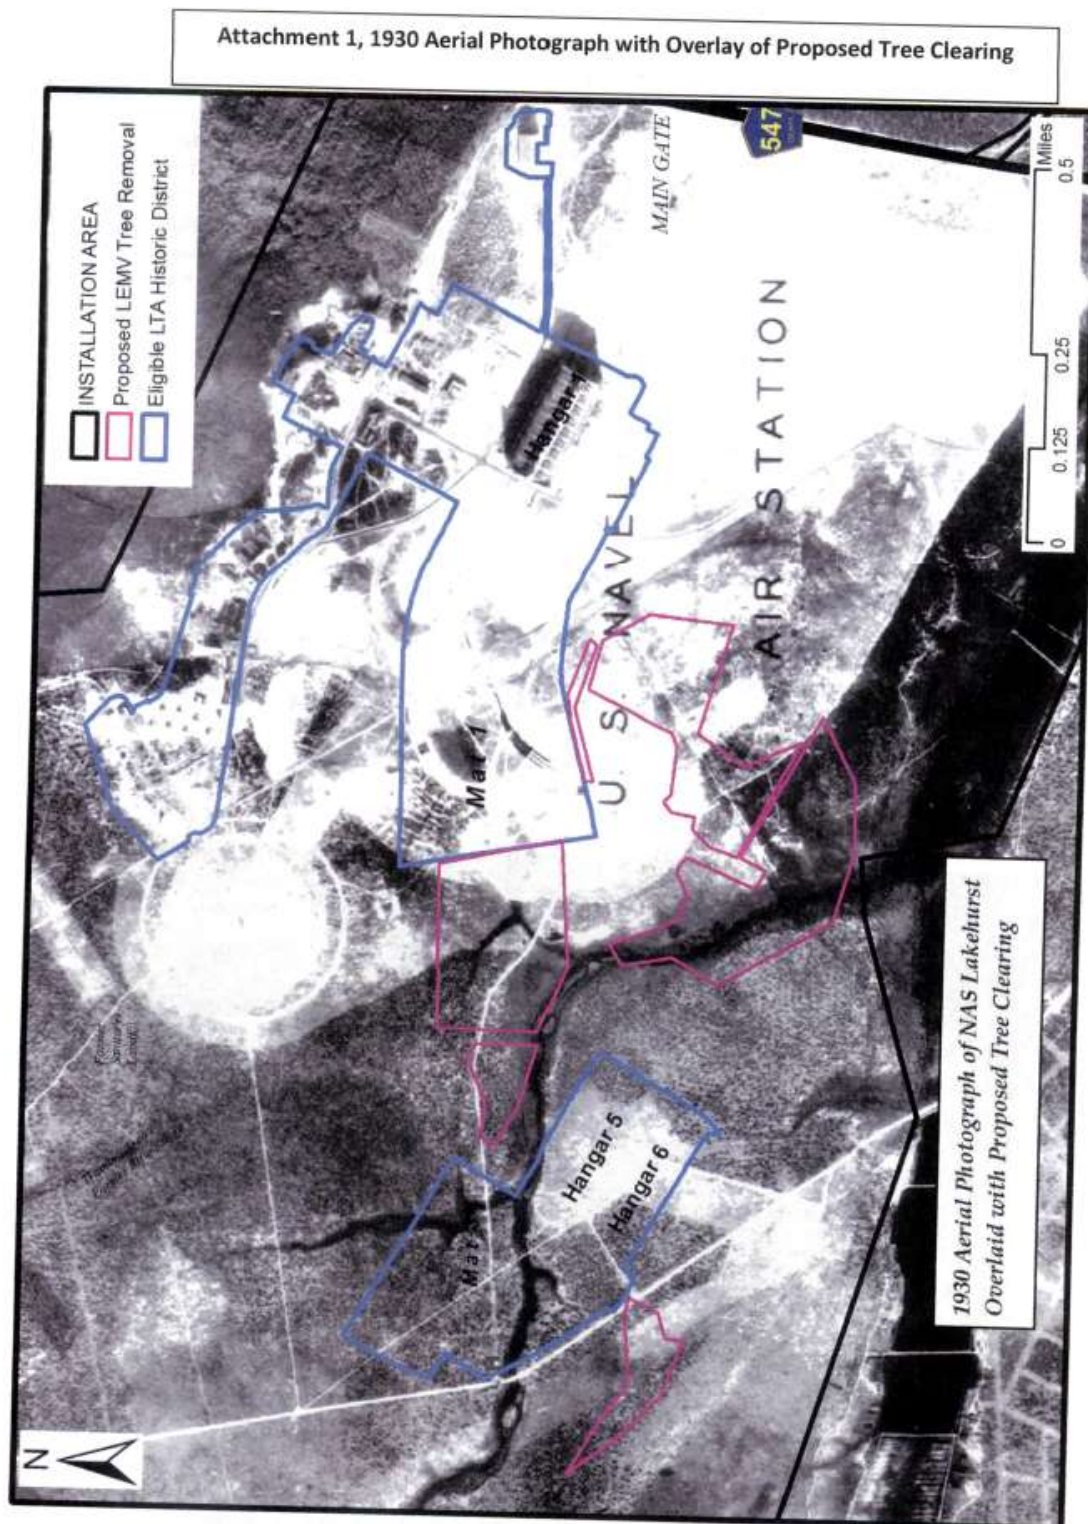 Attachment 1, 1930 Aerial Photograph with Overlay of Proposed Tree Clearing
INSTALLATION AREA
Proposed LEMV Tree Removal
Eligible LTA Historic District
N
MAIN GATE
547
Hangar 1
Mat 1
U. S. NAVEL
AIR STATION
Hangar 5
Hangar 6
Mat
0 0.125 0.25 0.5
Miles
1930 Aerial Photograph of NAS Lakehurst
Overlaid with Proposed Tree Clearing